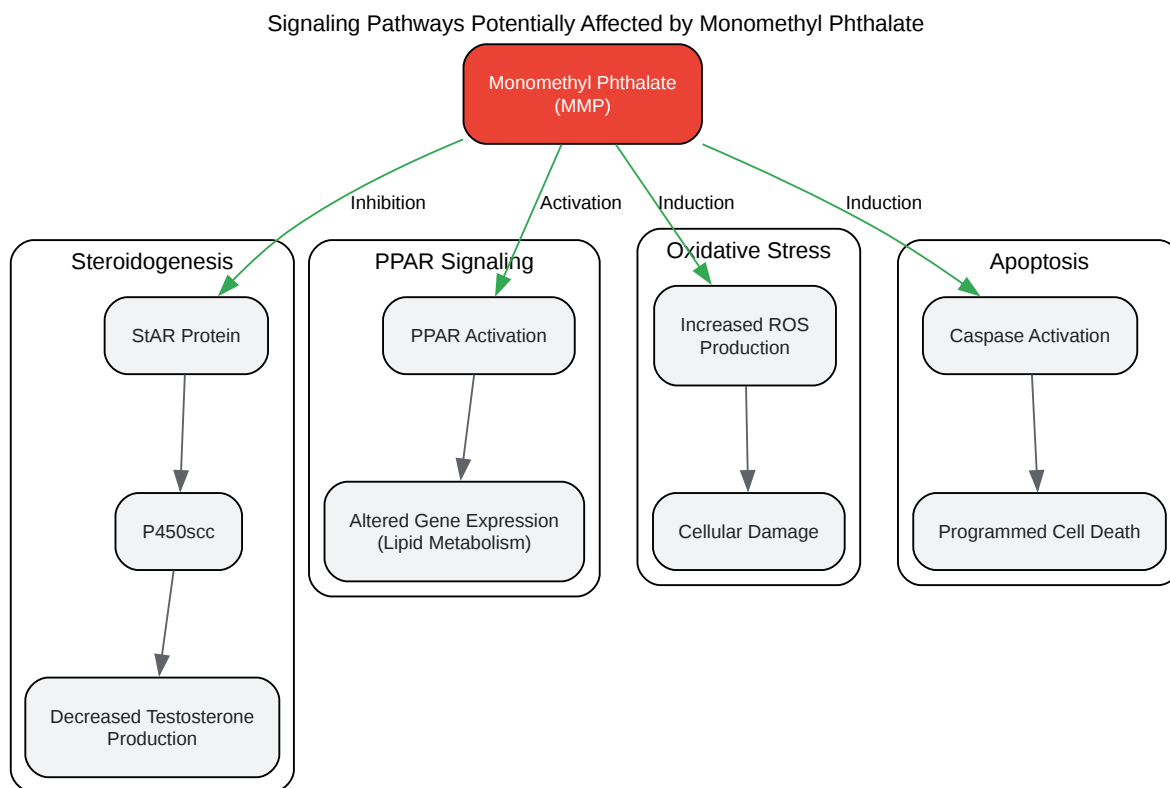 Signaling Pathways Potentially Affected by Monomethyl Phthalate
Monomethyl Phthalate
(MMP)
Inhibition
Activation
Induction
Induction
Steroidogenesis
PPAR Signaling
Oxidative Stress
Apoptosis
StAR Protein
PPAR Activation
Increased ROS
Production
Caspase Activation
P450scc
Altered Gene Expression
(Lipid Metabolism)
Cellular Damage
Programmed Cell Death
Decreased Testosterone
Production